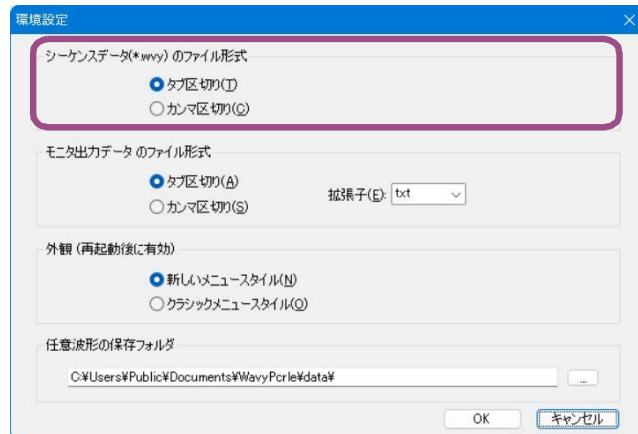 環境設定
シーケンスデータ(*.wvy) のファイル形式
タブ区切り(T)
カンマ区切り(C)
モニタ出力データ のファイル形式
タブ区切り(A)
カンマ区切り(S)
拡張子(E): txt
外観 (再起動後に有効)
新しいメニュースタイル(N)
クラシックメニュースタイル(O)
任意波形の保存フォルダ
C:¥Users¥Public¥Documents¥WavyPcrle¥data¥
...
OK キャンセル